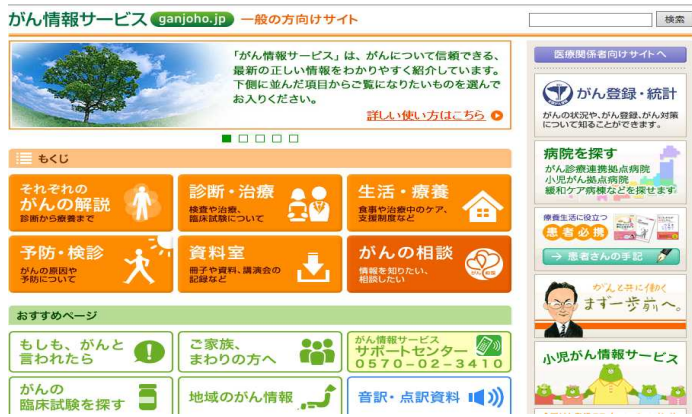 がん情報サービス ganjoho.jp 一般の方向けサイト
検索
「がん情報サービス」は、がんについて信頼できる、
最新の正しい情報をわかりやすく紹介しています。
下側に並んだ項目からご覧になりたいものを選んで
お入りください。
詳しい使い方はこちら
もくじ
それぞれの
がんの解説
診断から療養まで
診断・治療
検査や治療、
臨床試験について
生活・療養
食事や治療中のケア、
支援制度など
予防・検診
がんの原因や
予防について
資料室
冊子や資料、講演会の
記録など
がんの相談
情報を知りたい、
相談したい
おすすめページ
もしも、がんと
言われたら
ご家族、
まわりの方へ
がん情報サービス
サポートセンター
0570-02-3410
がんの
臨床試験を探す
地域のがん情報
音訳・点訳資料
医療関係者向けサイトへ
がん登録・統計
がんの状況や、がん登録、がん対策
について知ることができます。
病院を探す
がん診療連携拠点病院
小児がん拠点病院
緩和ケア病棟などを探せます
療養生活に役立つ
患者必携
→ 患者さんの手記
がんと共に働く
まず一歩前へ。
小児がん情報サービス